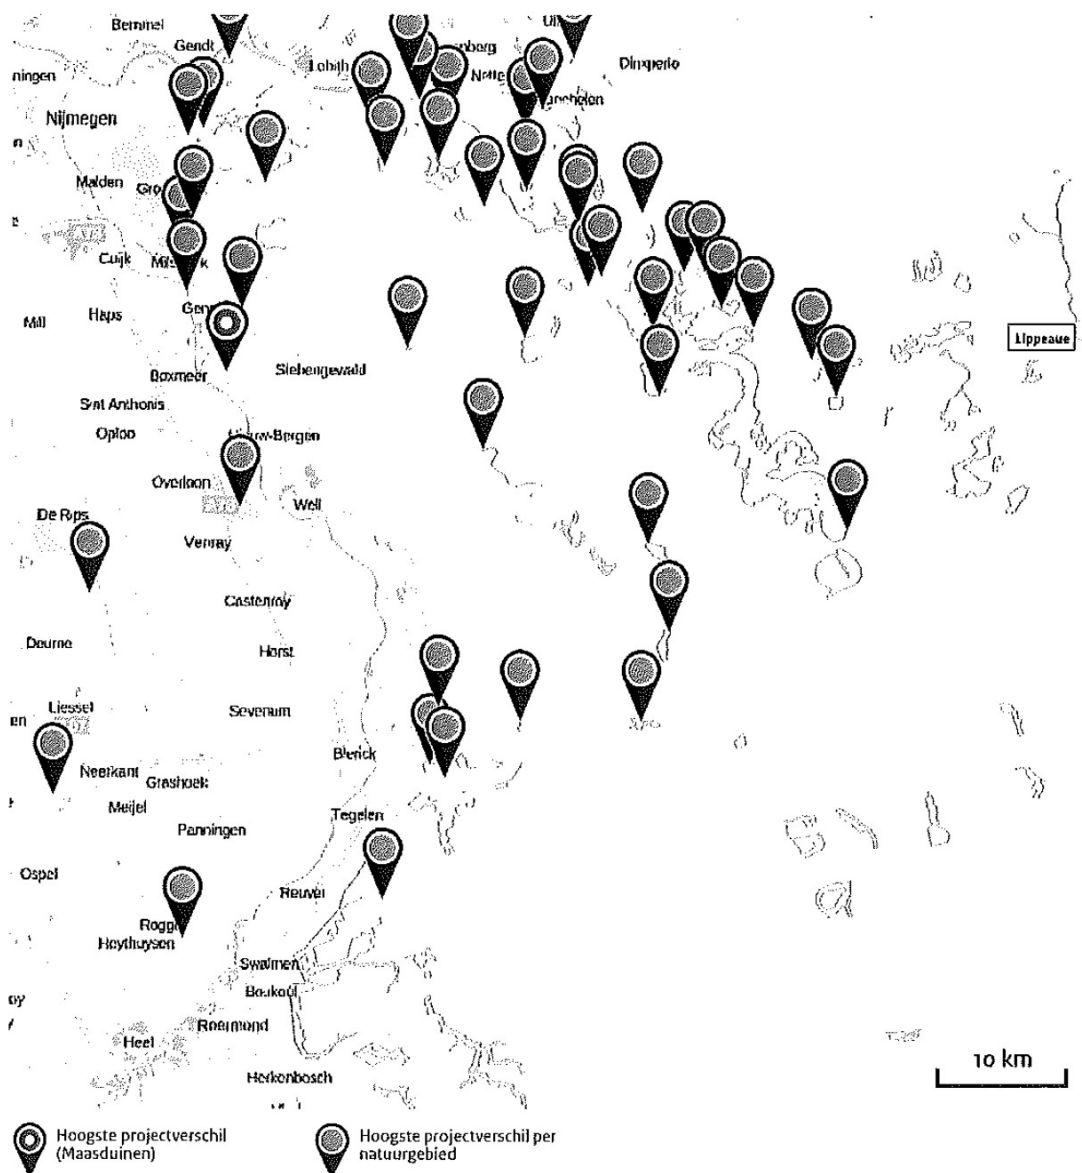 Bemmel
Gendt
Lobith
Dinxperlo
Nijmegen
Malden
Cuijk
Haps
Mill
Lippeaue
Siebengewald
Boxmeer
Sint Anthonis
Oploo
Overloon
Well
De Rips
Venray
Castenray
Deurne
Horst
Liessel
Sevenum
Blerick
Neerkant
Grashoek
Meijel
Panningen
Tegelen
Ospel
Reuver
Heythuysen
Swalmen
Boukoul
Roermond
Heel
Herkenbosch
10 km
Hoogste projectverschil
(Maasduinen)
Hoogste projectverschil per
natuurgebied